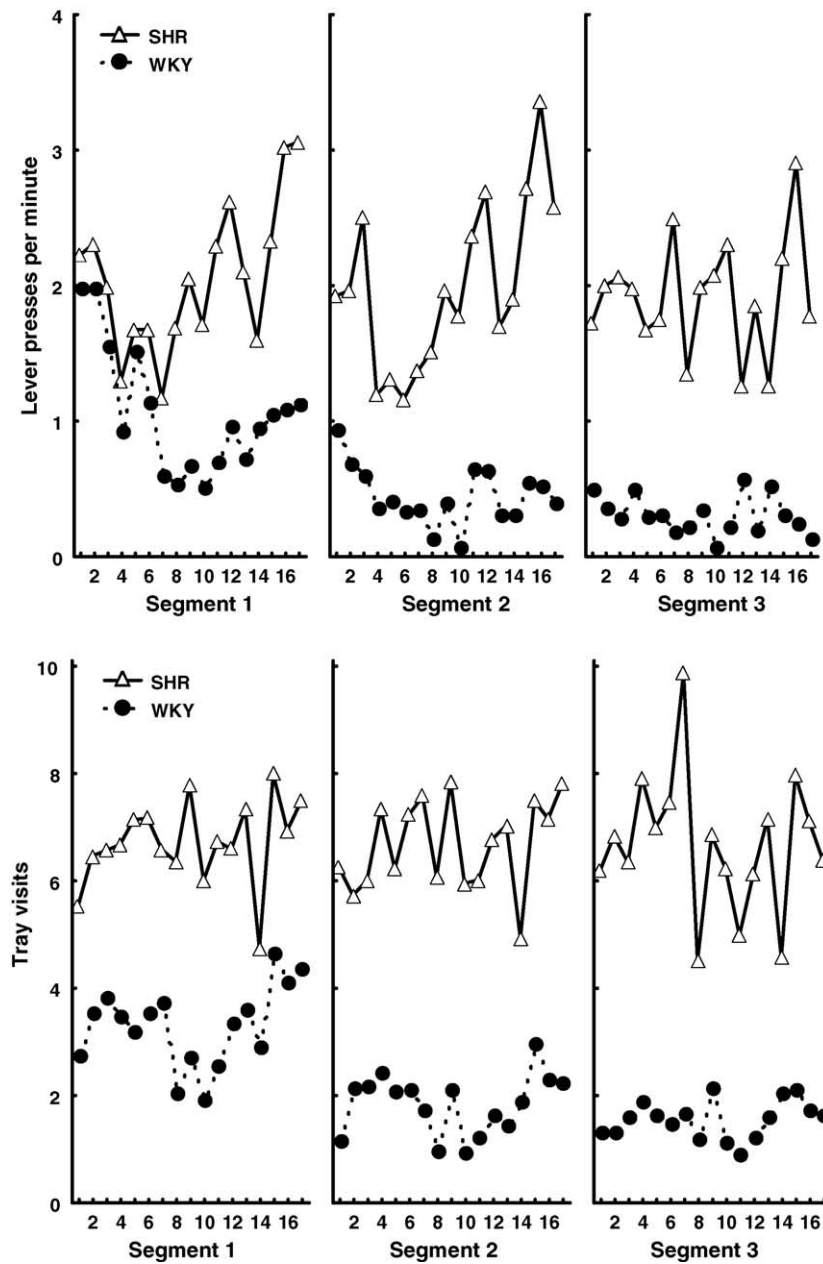 4
3
2
1
0
Lever presses per minute
SHR
WKY
2 4 6 8 10 12 14 16
2 4 6 8 10 12 14 16
2 4 6 8 10 12 14 16
Segment 1
Segment 2
Segment 3
10
8
6
4
2
0
Tray visits
SHR
WKY
2 4 6 8 10 12 14 16
2 4 6 8 10 12 14 16
2 4 6 8 10 12 14 16
Segment 1
Segment 2
Segment 3